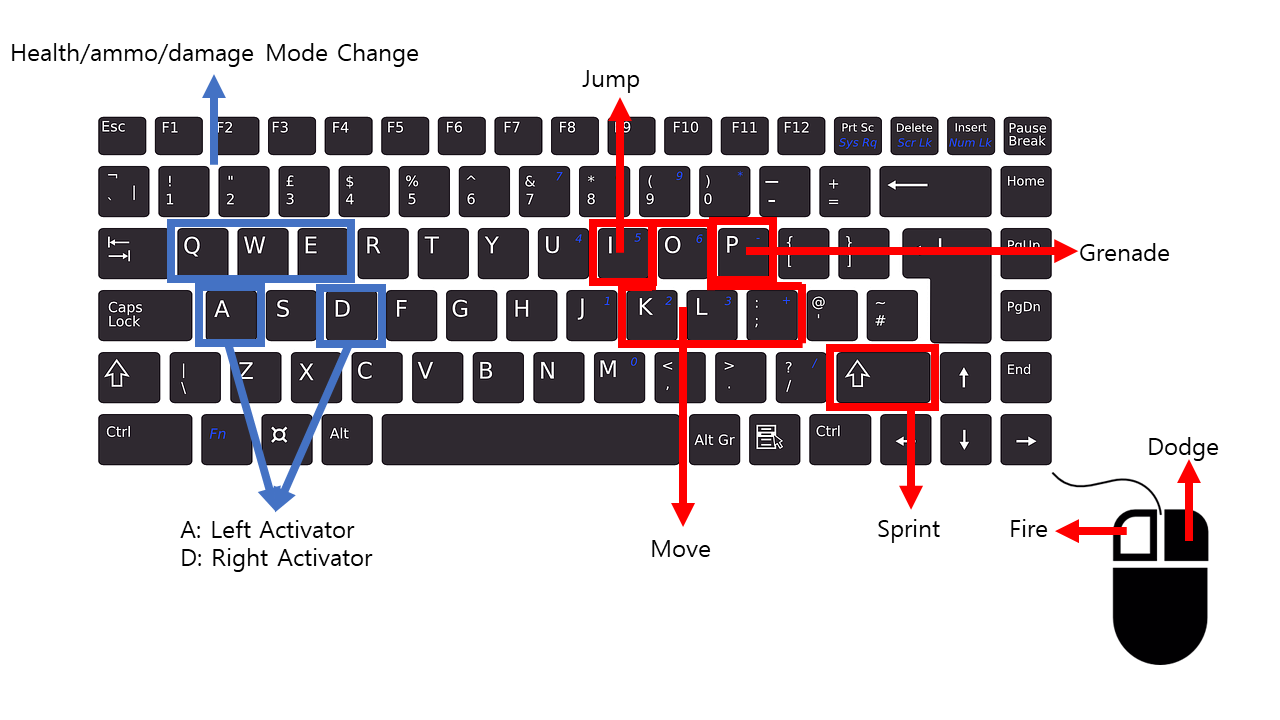 Health/ammo/damage Mode Change
Jump
Esc F1 F2 F3 F4 F5 F6 F7 F8 F9 F10 F11 F12 Prt Sc Delete Insert Pause
Sys Rq Scr Lk Num Lk Break
¬ ! " £ $ % ^ & 7 * ( 9 ) * — + Home
` | 1 2 3 4 5 6 7 8 9 0 - =
Q W E R T Y U 4 I 5 O 6 P - { } PgUp
[ ]
Grenade
Caps A S D F G H J 1 K 2 L 3 : + @ ~ PgDn
Lock ; ' #
| Z X C V B N M 0 < > ? / End
\ , . /
Ctrl Fn Alt Alt Gr Ctrl
Dodge
A: Left Activator
D: Right Activator
Move
Sprint
Fire